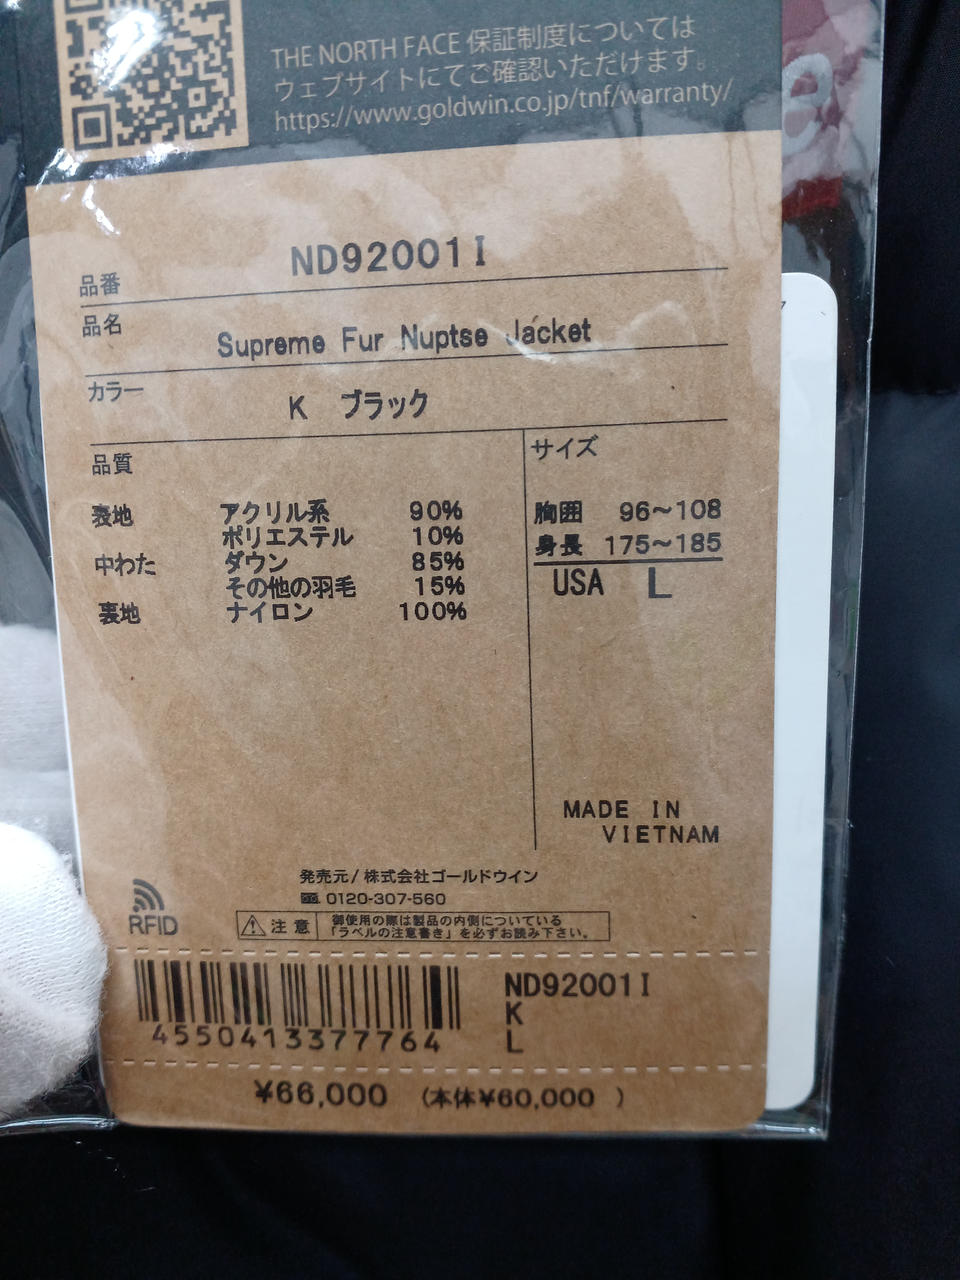 THE NORTH FACE 保証制度については
ウェブサイトにてご確認いただけます。
https://www.goldwin.co.jp/tnf/warranty/
e
品番 ND92001I
品名 Supreme Fur Nuptse Jacket
カラー K ブラック
品質
表地 アクリル系 90%
ポリエステル 10%
中わた ダウン 85%
その他の羽毛 15%
裏地 ナイロン 100%
サイズ
胸囲 96～108
身長 175～185
USA L
MADE IN
VIETNAM
発売元/株式会社ゴールドウイン
0120-307-560
RFID
注意 御使用の際は製品の内側についている
「ラベルの注意書き」を必ずお読み下さい。
4550413377764
ND92001I
K
L
¥66,000 (本体¥60,000 )